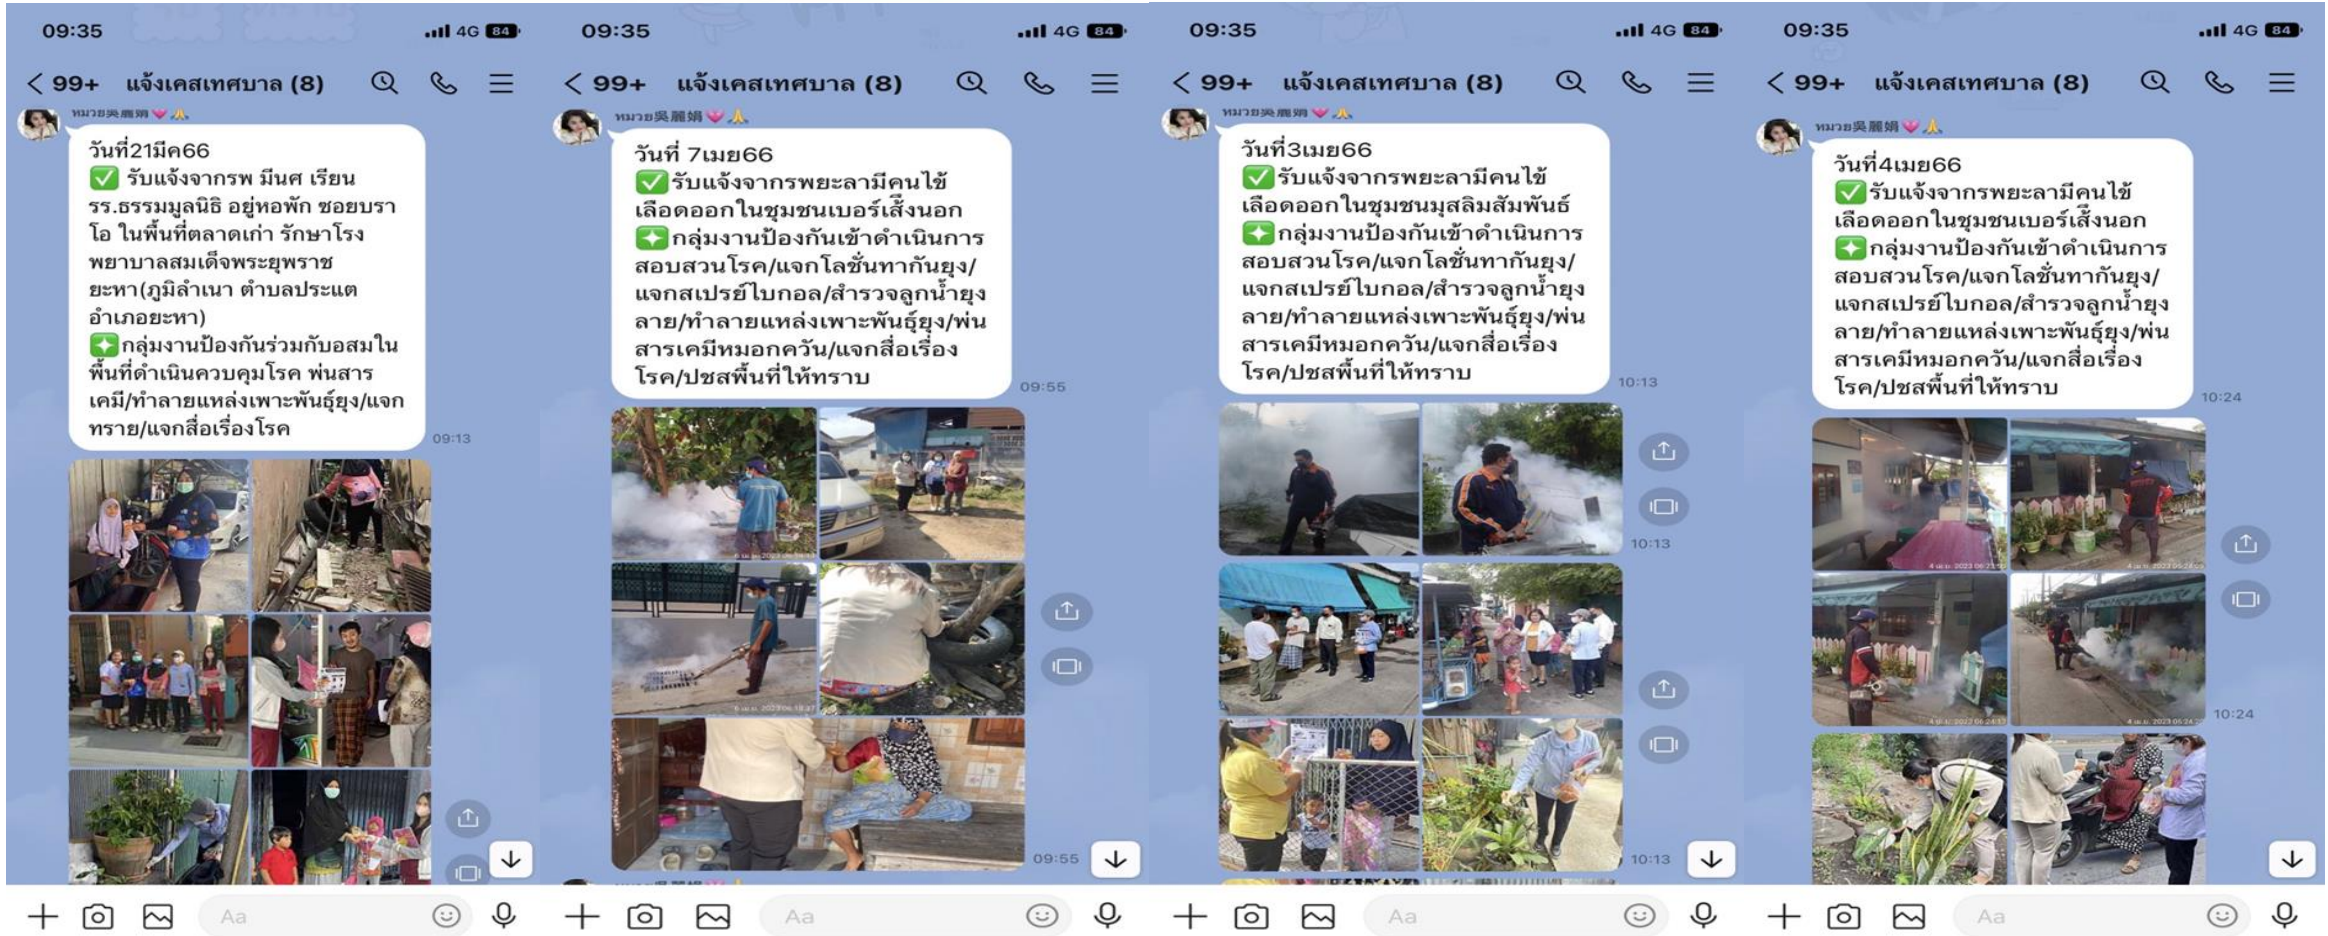 09:35
4G 84
99+ แจ้งเคสเทศบาล (8)
หมวย吳麗娟
วันที่21มีค66
✅ รับแจ้งจากรพ มีนศ เรียน
รร.ธรรมมูลนิธิ อยู่หอพัก ซอยบรา
โอ ในพื้นที่ตลาดเก่า รักษาโรง
พยาบาลสมเด็จพระยุพราช
ยะหา(ภูมิลำเนา ตำบลประแต
อำเภอยะหา)
กลุ่มงานป้องกันร่วมกับอสมใน
พื้นที่ดำเนินควบคุมโรค พ่นสาร
เคมี/ทำลายแหล่งเพาะพันธุ์ยุง/แจก
ทราย/แจกสื่อเรื่องโรค
09:13
Aa
09:35
4G 84
99+ แจ้งเคสเทศบาล (8)
หมวย吳麗娟
วันที่ 7เมย66
✅รับแจ้งจากรพยะลามีคนไข้
เลือดออกในชุมชนเบอร์เส้งนอก
กลุ่มงานป้องกันเข้าดำเนินการ
สอบสวนโรค/แจกโลชั่นทากันยุง/
แจกสเปรย์ไบกอล/สำรวจลูกน้ำยุง
ลาย/ทำลายแหล่งเพาะพันธุ์ยุง/พ่น
สารเคมีหมอกควัน/แจกสื่อเรื่อง
โรค/ปชสพื้นที่ให้ทราบ
09:55
09:55
Aa
09:35
4G 84
99+ แจ้งเคสเทศบาล (8)
หมวย吳麗娟
วันที่3เมย66
✅รับแจ้งจากรพยะลามีคนไข้
เลือดออกในชุมชนมุสลิมสัมพันธ์
กลุ่มงานป้องกันเข้าดำเนินการ
สอบสวนโรค/แจกโลชั่นทากันยุง/
แจกสเปรย์ไบกอล/สำรวจลูกน้ำยุง
ลาย/ทำลายแหล่งเพาะพันธุ์ยุง/พ่น
สารเคมีหมอกควัน/แจกสื่อเรื่อง
โรค/ปชสพื้นที่ให้ทราบ
10:13
10:13
10:13
Aa
09:35
4G 84
99+ แจ้งเคสเทศบาล (8)
หมวย吳麗娟
วันที่4เมย66
✅รับแจ้งจากรพยะลามีคนไข้
เลือดออกในชุมชนเบอร์เส้งนอก
กลุ่มงานป้องกันเข้าดำเนินการ
สอบสวนโรค/แจกโลชั่นทากันยุง/
แจกสเปรย์ไบกอล/สำรวจลูกน้ำยุง
ลาย/ทำลายแหล่งเพาะพันธุ์ยุง/พ่น
สารเคมีหมอกควัน/แจกสื่อเรื่อง
โรค/ปชสพื้นที่ให้ทราบ
10:24
10:24
Aa